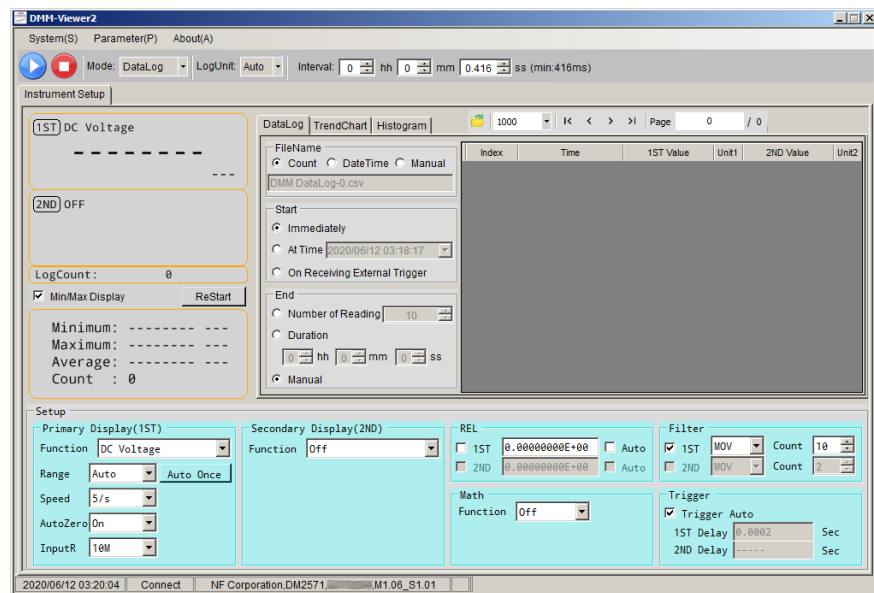 DMM-Viewer2
System(S) Parameter(P) About(A)
Mode: DataLog LogUnit: Auto Interval: 0 hh 0 mm 0.416 ss (min:416ms)
Instrument Setup
1ST DC Voltage
--------
---
2ND OFF
LogCount: 0
Min/Max Display ReStart
Minimum: -------- ---
Maximum: -------- ---
Average: -------- ---
Count : 0
DataLog TrendChart Histogram
1000 Page 0 / 0
FileName
Count DateTime Manual
DMM DataLog-0.csv
Start
Immediately
At Time 2020/06/12 03:18:17
On Receiving External Trigger
End
Number of Reading 10
Duration
0 hh 0 mm 0 ss
Manual
Index Time 1ST Value Unit1 2ND Value Unit2
Setup
Primary Display(1ST)
Function DC Voltage
Range Auto Auto Once
Speed 5/s
AutoZero On
InputR 10M
Secondary Display(2ND)
Function Off
REL
1ST 0.00000000E+00 Auto
2ND 0.00000000E+00 Auto
Math
Function Off
Filter
1ST MOV Count 10
2ND MOV Count 2
Trigger
Trigger Auto
1ST Delay 0.0002 Sec
2ND Delay ----- Sec
2020/06/12 03:20:04 Connect NF Corporation,DM2571, ,M1.06_S1.01